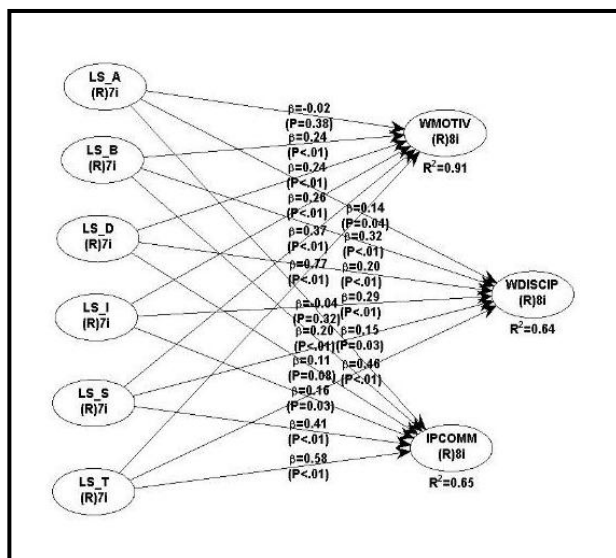 LS_A
(R)7i
LS_B
(R)7i
LS_D
(R)7i
LS_I
(R)7i
LS_S
(R)7i
LS_T
(R)7i
β=-0.02
(P=0.38)
β=0.24
(P<.01)
β=0.24
(P<.01)
β=0.26
(P<.01)
β=0.37
(P<.01)
β=0.77
(P<.01)
β=0.14
(P=0.04)
β=0.32
(P<.01)
β=0.20
(P<.01)
β=0.29
(P<.01)
β=0.15
(P=0.03)
β=0.46
(P<.01)
β=-0.04
(P=0.32)
β=0.20
(P<.01)
β=0.11
(P=0.08)
β=0.16
(P=0.03)
β=0.41
(P<.01)
β=0.58
(P<.01)
WMOTIV
(R)8i
R²=0.91
WDISCIP
(R)8i
R²=0.64
IPCOMM
(R)8i
R²=0.65